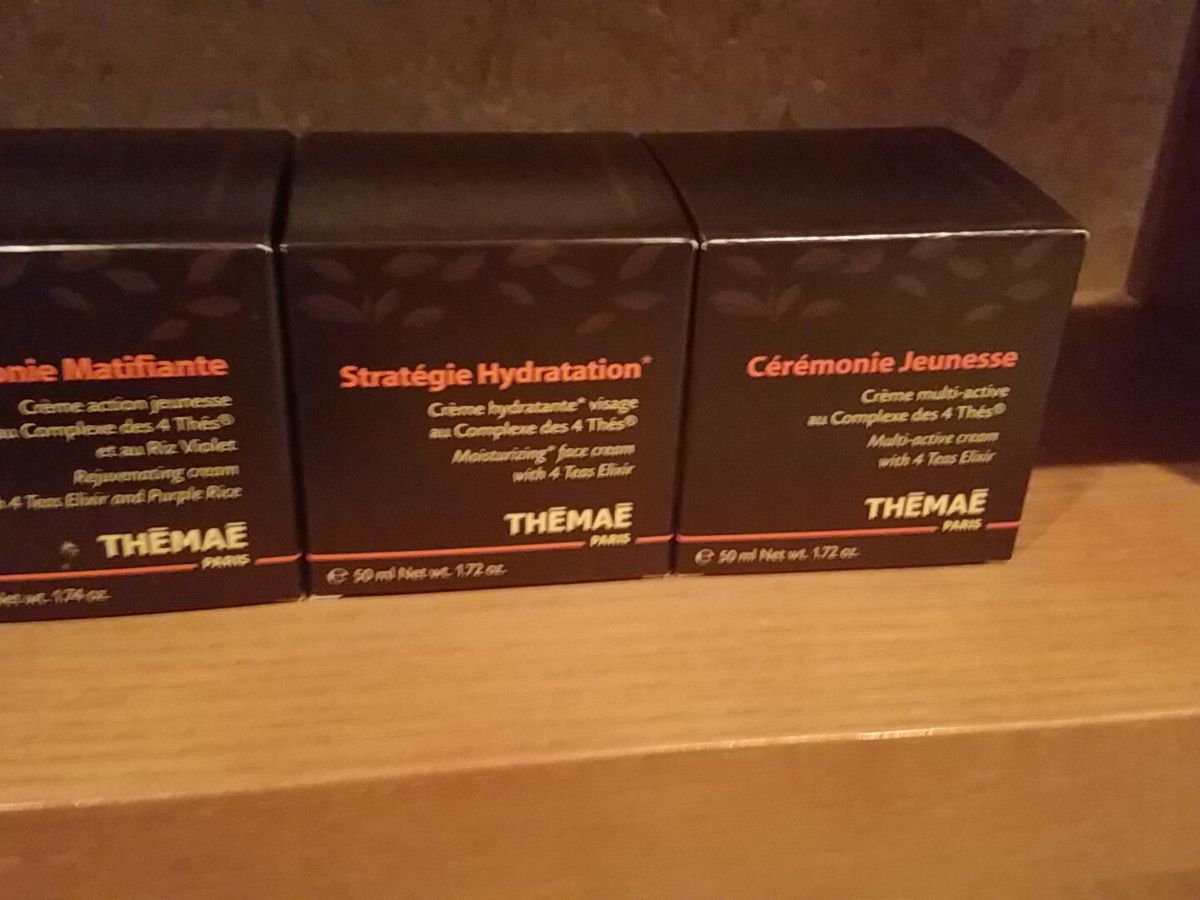 onie Matifiante
Crème action jeunesse
au Complexe des 4 Thés®
et au Riz Violet
Rejuvenating cream
h 4 Teas Elixir and Purple Rice
THĒMAĒ
PARIS
Net wt. 1.74 oz.
Stratégie Hydratation*
Crème hydratante* visage
au Complexe des 4 Thés®
Moisturizing* face cream
with 4 Teas Elixir
THĒMAĒ
PARIS
℮ 50 ml Net wt. 1.72 oz.
Cérémonie Jeunesse
Crème multi-active
au Complexe des 4 Thés®
Multi-active cream
with 4 Teas Elixir
THĒMAĒ
PARIS
℮ 50 ml Net wt. 1.72 oz.